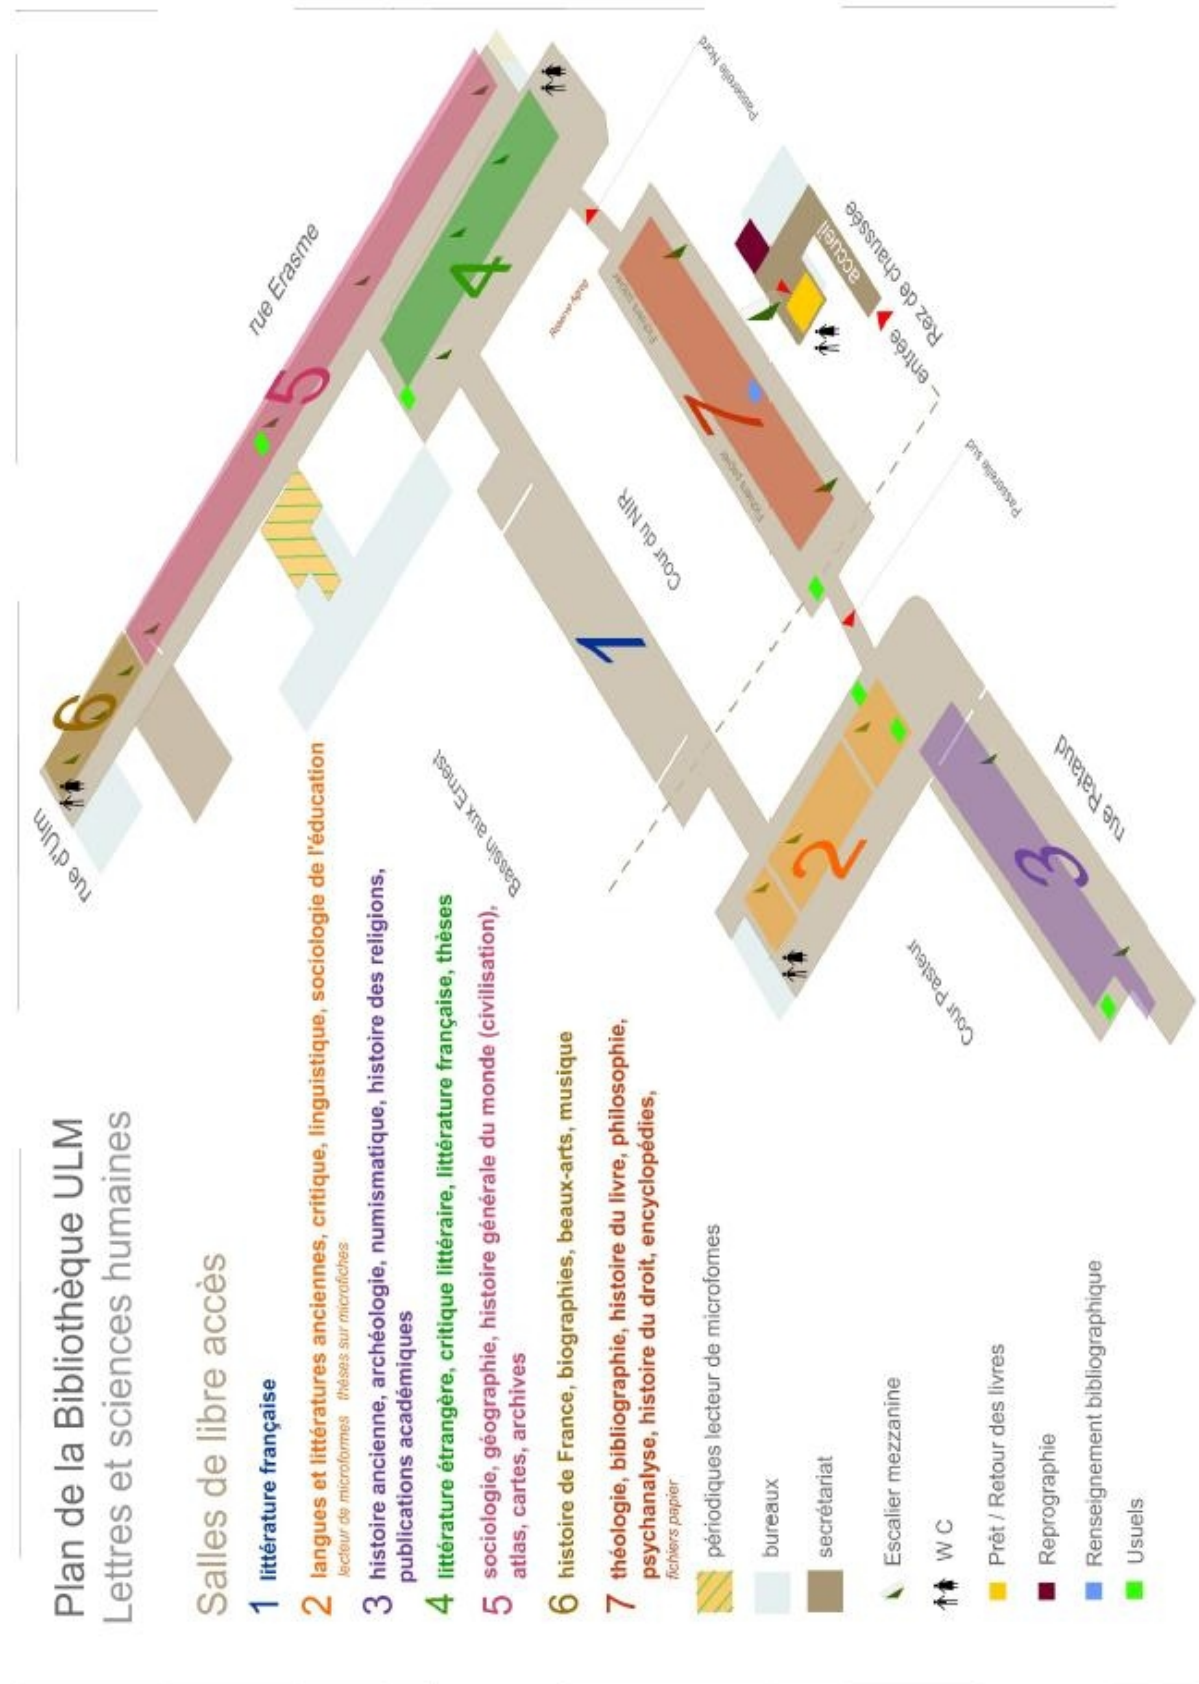 Plan de la Bibliothèque ULM
Lettres et sciences humaines
Salles de libre accès
1 littérature française
2 langues et littératures anciennes, critique, linguistique, sociologie de l'éducation
lecteur de microformes thèses sur microfiches
3 histoire ancienne, archéologie, numismatique, histoire des religions,
publications académiques
4 littérature étrangère, critique littéraire, littérature française, thèses
5 sociologie, géographie, histoire générale du monde (civilisation),
atlas, cartes, archives
6 histoire de France, biographies, beaux-arts, musique
7 théologie, bibliographie, histoire du livre, philosophie,
psychanalyse, histoire du droit, encyclopédies,
fichiers papier
périodiques lecteur de microformes
bureaux
secrétariat
Escalier mezzanine
W C
Prêt / Retour des livres
Reprographie
Renseignement bibliographique
Usuels
rue d'Ulm
6
5
rue Erasme
4
Bassin aux Ernest
1
Cour du NIR
Réserve Agreg
Fichiers papier
7
Fichiers papier
Passerelle Nord
accueil
Rez de chaussée
entrée
Passerelle sud
2
Cour Pasteur
3
rue Rataud